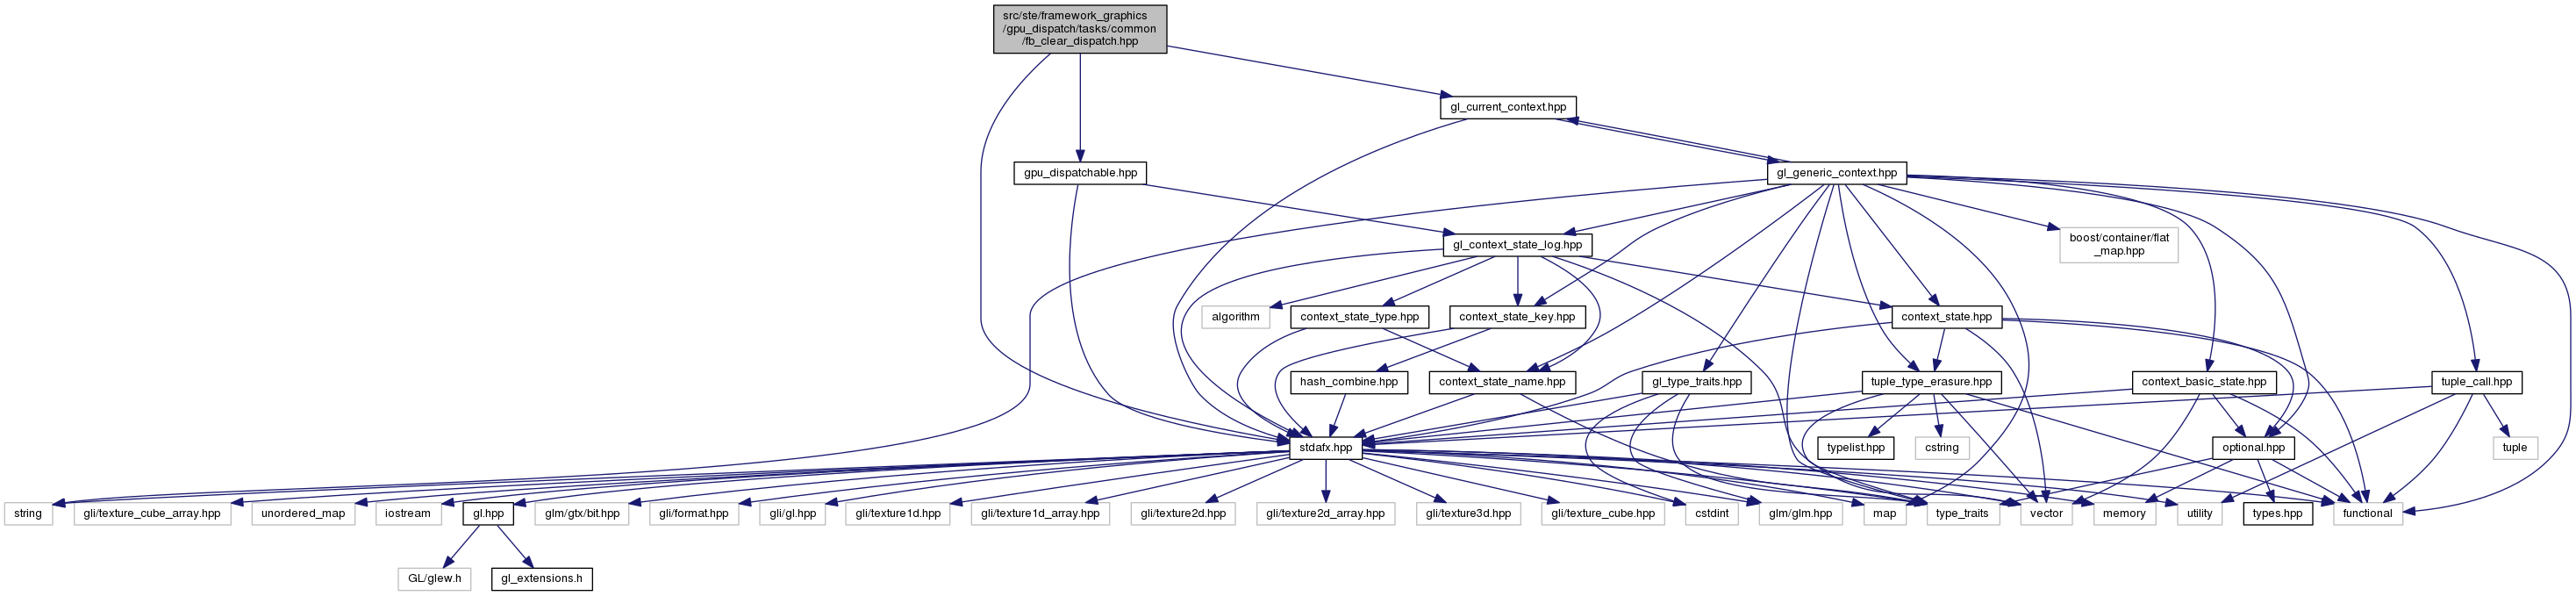 src/ste/framework_graphics
/gpu_dispatch/tasks/common
/fb_clear_dispatch.hpp
gl_current_context.hpp
gpu_dispatchable.hpp
gl_generic_context.hpp
gl_context_state_log.hpp
boost/container/flat
_map.hpp
algorithm
context_state_type.hpp
context_state_key.hpp
context_state.hpp
hash_combine.hpp
context_state_name.hpp
gl_type_traits.hpp
tuple_type_erasure.hpp
context_basic_state.hpp
tuple_call.hpp
stdafx.hpp
typelist.hpp
cstring
optional.hpp
tuple
string
gli/texture_cube_array.hpp
unordered_map
iostream
gl.hpp
glm/gtx/bit.hpp
gli/format.hpp
gli/gl.hpp
gli/texture1d.hpp
gli/texture1d_array.hpp
gli/texture2d.hpp
gli/texture2d_array.hpp
gli/texture3d.hpp
gli/texture_cube.hpp
cstdint
glm/glm.hpp
map
type_traits
vector
memory
utility
types.hpp
functional
GL/glew.h
gl_extensions.h